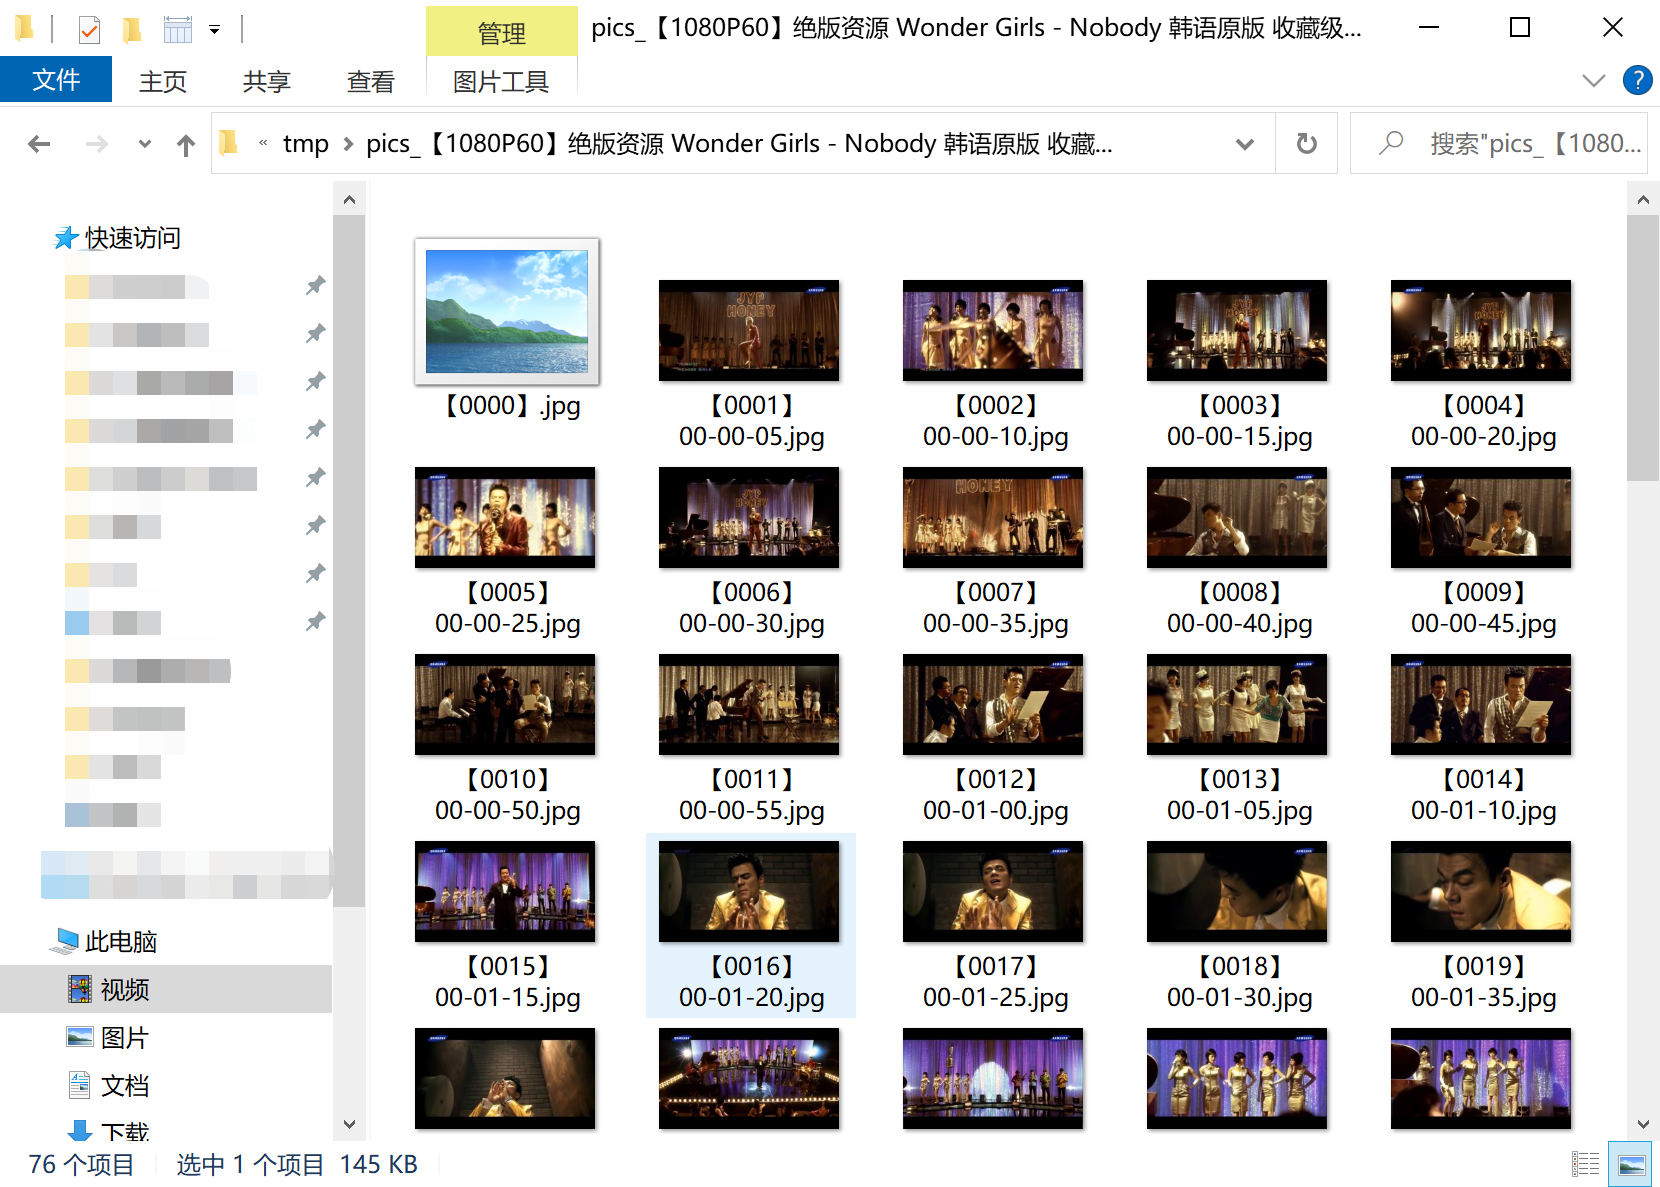 管理
pics_【1080P60】绝版资源 Wonder Girls - Nobody 韩语原版 收藏级...
文件
主页
共享
查看
图片工具
?
« tmp > pics_【1080P60】绝版资源 Wonder Girls - Nobody 韩语原版 收藏...
搜索"pics_【1080...
快速访问
此电脑
视频
图片
文档
下载
JYP
HONEY
JYP
HONEY
JYP
HONEY
【0000】.jpg
【0001】
00-00-05.jpg
【0002】
00-00-10.jpg
【0003】
00-00-15.jpg
【0004】
00-00-20.jpg
JYP
HONEY
HONEY
【0005】
00-00-25.jpg
【0006】
00-00-30.jpg
【0007】
00-00-35.jpg
【0008】
00-00-40.jpg
【0009】
00-00-45.jpg
【0010】
00-00-50.jpg
【0011】
00-00-55.jpg
【0012】
00-01-00.jpg
【0013】
00-01-05.jpg
【0014】
00-01-10.jpg
【0015】
00-01-15.jpg
【0016】
00-01-20.jpg
【0017】
00-01-25.jpg
【0018】
00-01-30.jpg
【0019】
00-01-35.jpg
76 个项目
选中 1 个项目 145 KB